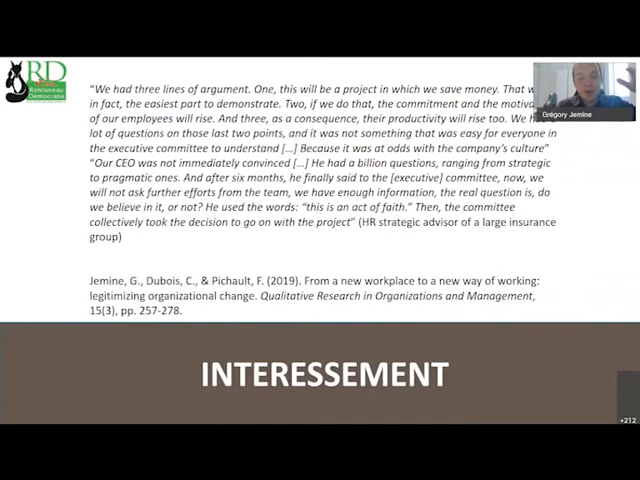 RD
Renouveau
Démocratie
"We had three lines of argument. One, this will be a project in which we save money. That w
in fact, the easiest part to demonstrate. Two, if we do that, the commitment and the motiva
of our employees will rise. And three, as a consequence, their productivity will rise too. We h
lot of questions on those last two points, and it was not something that was easy for everyone in
the executive committee to understand [...] Because it was at odds with the company's culture"
"Our CEO was not immediately convinced [...] He had a billion questions, ranging from strategic
to pragmatic ones. And after six months, he finally said to the [executive] committee, now, we
will not ask further efforts from the team, we have enough information, the real question is, do
we believe in it, or not? He used the words: "this is an act of faith." Then, the committee
collectively took the decision to go on with the project" (HR strategic advisor of a large insurance
group)
Grégory Jemine
Jemine, G., Dubois, C., & Pichault, F. (2019). From a new workplace to a new way of working:
legitimizing organizational change. Qualitative Research in Organizations and Management,
15(3), pp. 257-278.
INTERESSEMENT
+212